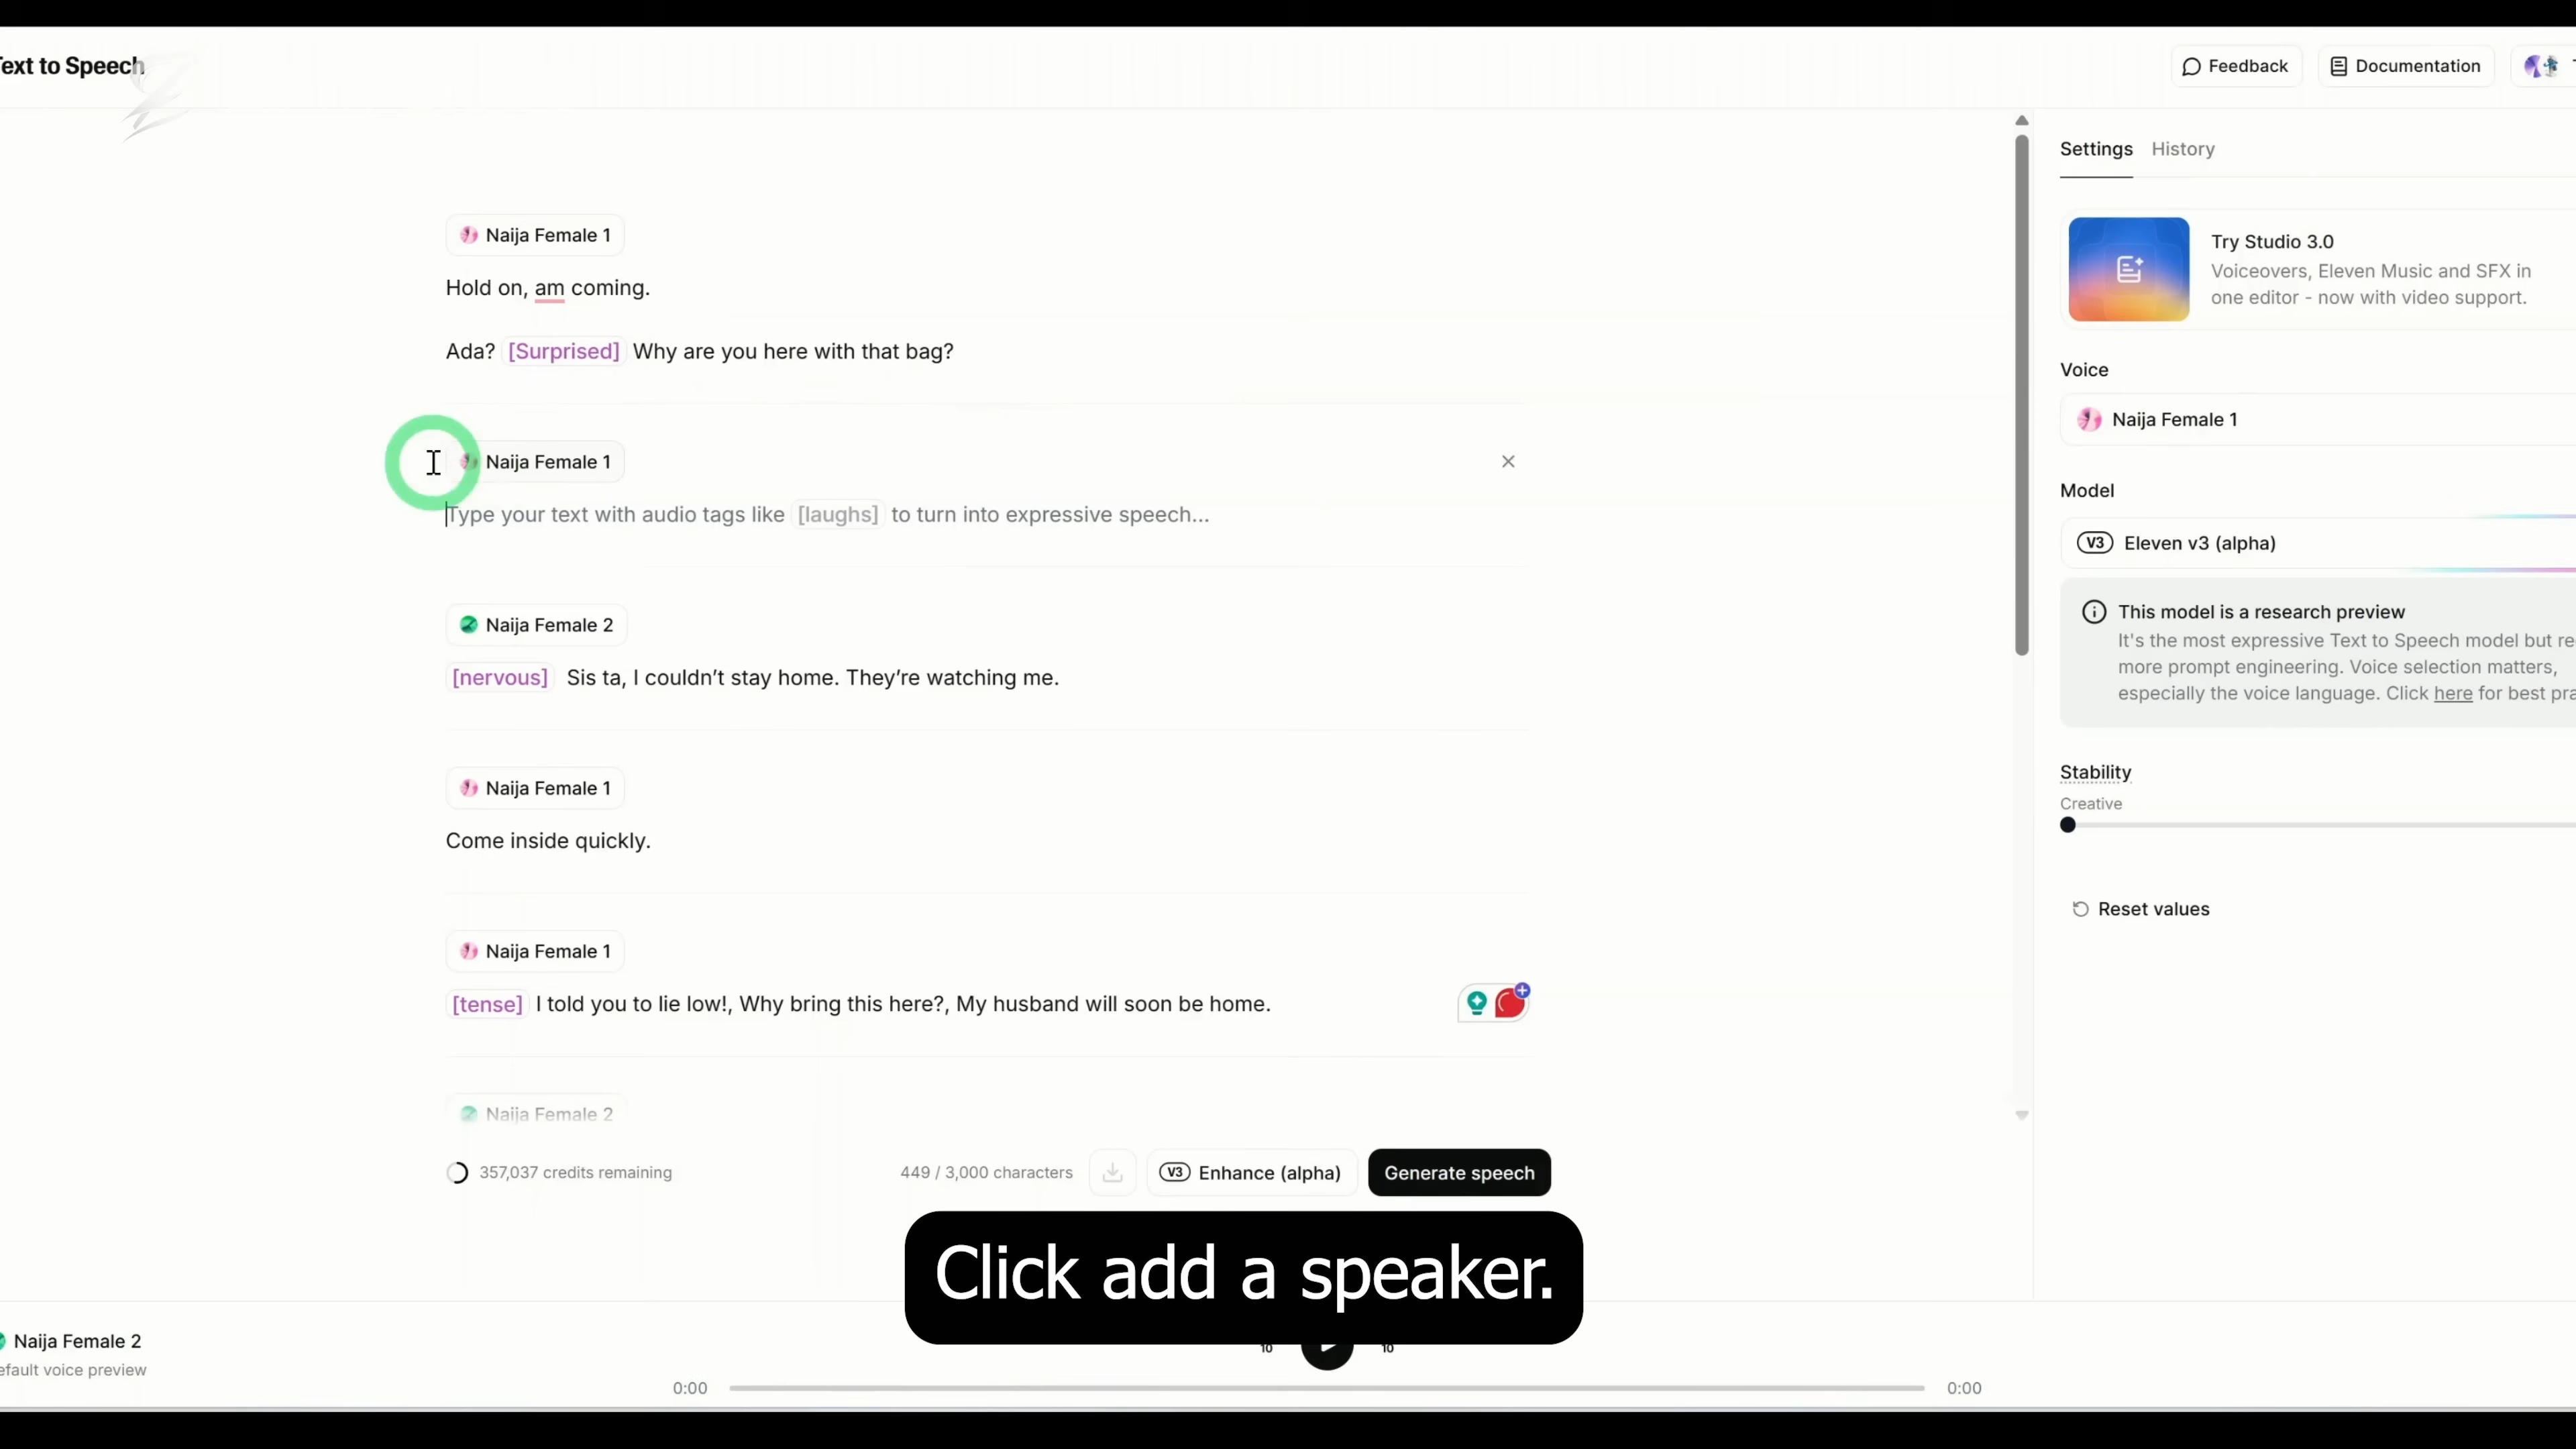 Text to Speech
Feedback
Documentation
Settings
History
Naija Female 1
Hold on, am coming.
Ada? [Surprised] Why are you here with that bag?
Naija Female 1
Type your text with audio tags like [laughs] to turn into expressive speech...
Naija Female 2
[nervous] Sis ta, I couldn’t stay home. They’re watching me.
Naija Female 1
Come inside quickly.
Naija Female 1
[tense] I told you to lie low!, Why bring this here?, My husband will soon be home.
Naija Female 2
357,037 credits remaining
449 / 3,000 characters
V3 Enhance (alpha)
Generate speech
Try Studio 3.0
Voiceovers, Eleven Music and SFX in
one editor - now with video support.
Voice
Naija Female 1
Model
V3 Eleven v3 (alpha)
This model is a research preview
It's the most expressive Text to Speech model but re
more prompt engineering. Voice selection matters,
especially the voice language. Click here for best pra
Stability
Creative
Reset values
Click add a speaker.
Naija Female 2
efault voice preview
10
10
0:00
0:00